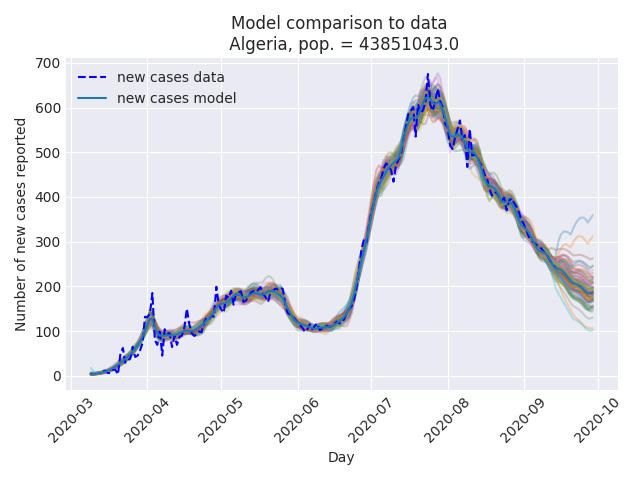 Model comparison to data
Algeria, pop. = 43851043.0
new cases data
new cases model
Number of new cases reported
700
600
500
400
300
200
100
0
2020-03
2020-04
2020-05
2020-06
2020-07
2020-08
2020-09
2020-10
Day